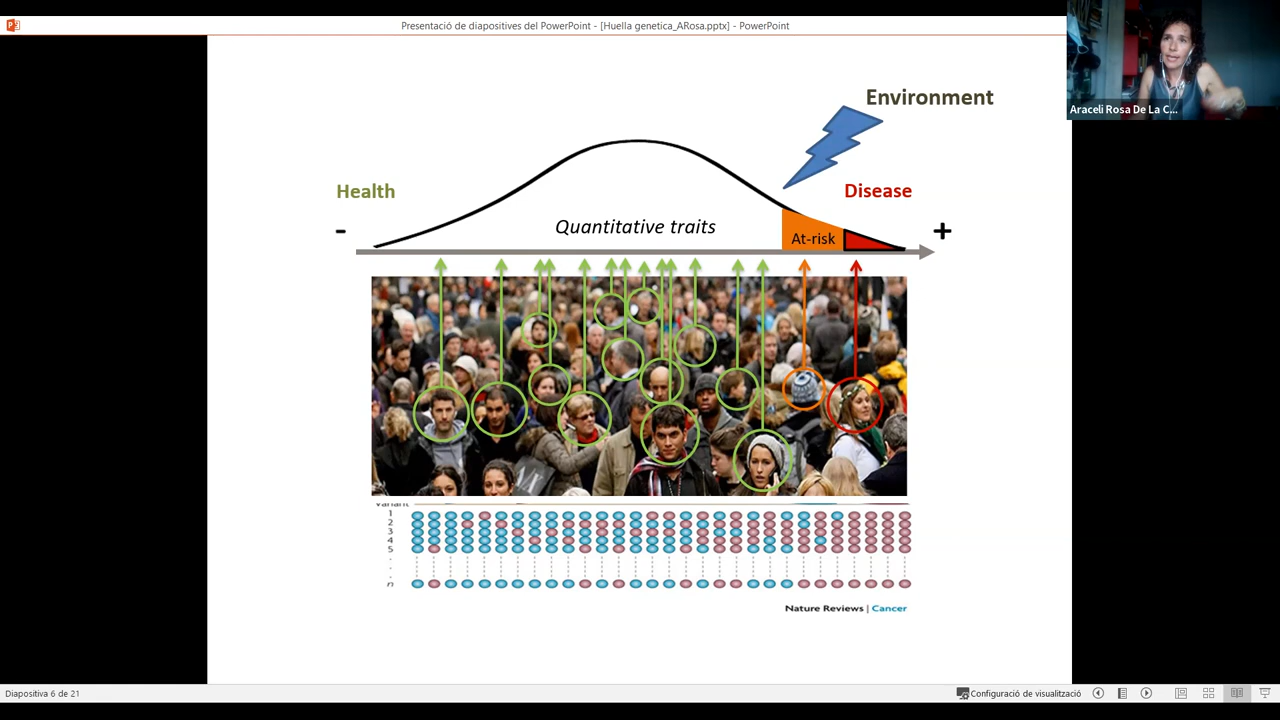 Presentació de diapositives del PowerPoint - [Huella genetica_ARosa.pptx] - PowerPoint
Araceli Rosa De La C...
Environment
Health
Disease
Quantitative traits
- +
At-risk
Variant
1
2
3
4
5
.
.
.
n
Nature Reviews | Cancer
Diapositiva 6 de 21
Configuració de visualització